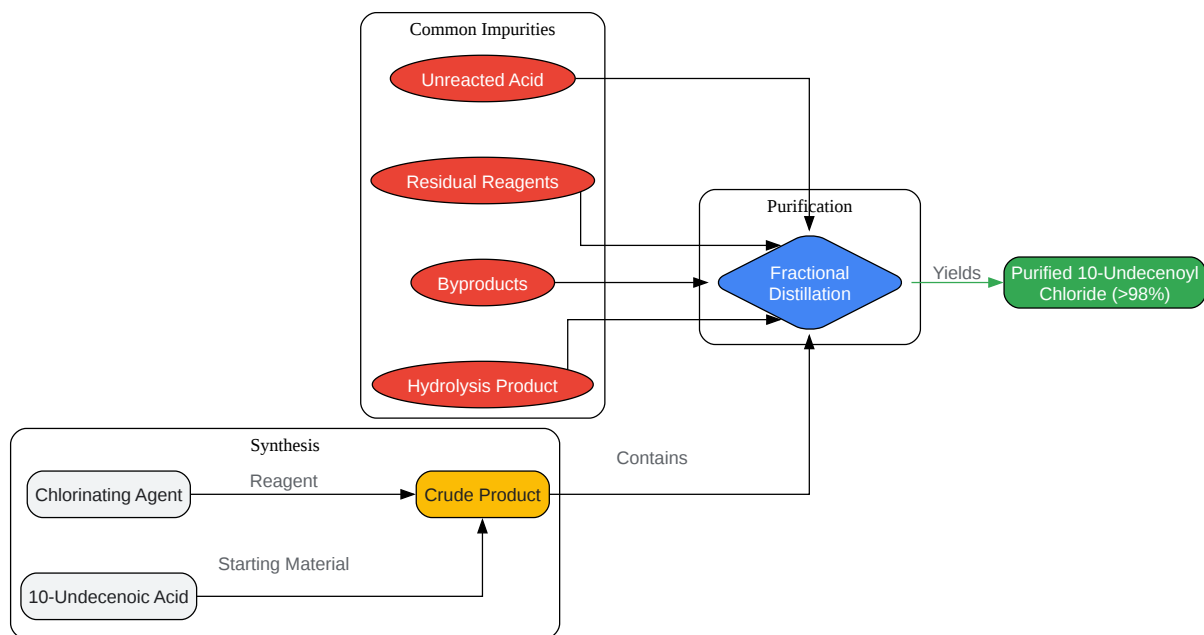 Common Impurities
Unreacted Acid
Residual Reagents
Byproducts
Hydrolysis Product
Purification
Fractional
Distillation
Yields
Purified 10-Undecenoyl
Chloride (>98%)
Synthesis
Chlorinating Agent
Reagent
Crude Product
Contains
Starting Material
10-Undecenoic Acid